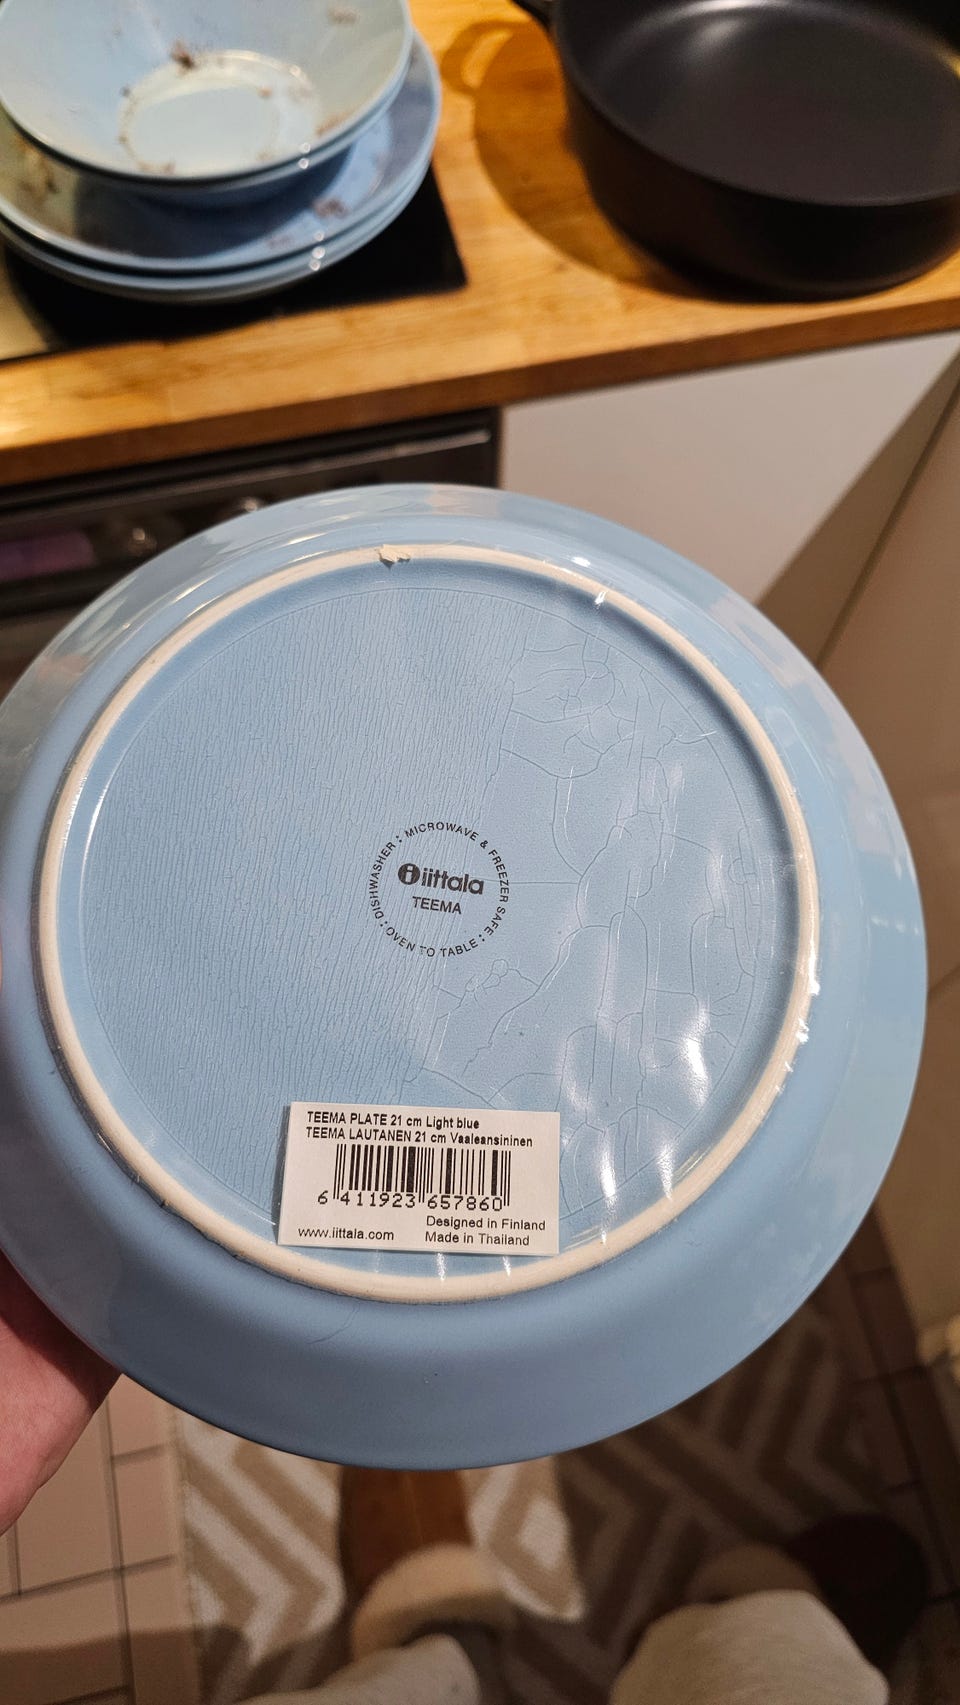 DISHWASHER : MICROWAVE & FREEZER SAFE : OVEN TO TABLE :
iittala
TEEMA
TEEMA PLATE 21 cm Light blue
TEEMA LAUTANEN 21 cm Vaaleansininen
6 411923 657860
Designed in Finland
www.iittala.com Made in Thailand